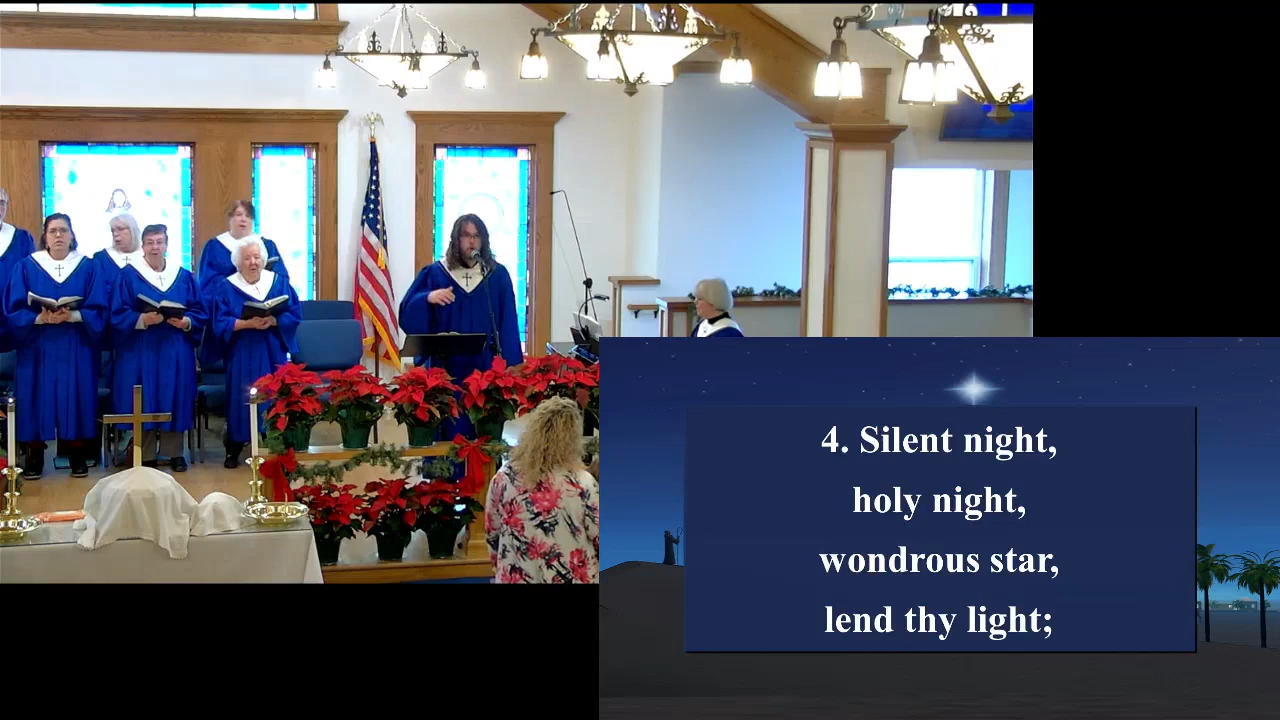 4. Silent night,
holy night,
wondrous star,
lend thy light;